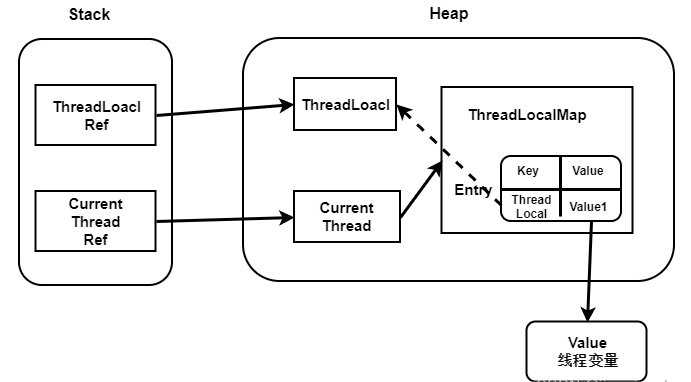 Stack
Heap
ThreadLoacl
Ref
ThreadLoacl
ThreadLocalMap
Key Value
Entry
Thread
Local
Value1
Current
Thread
Ref
Current
Thread
Value
线程变量